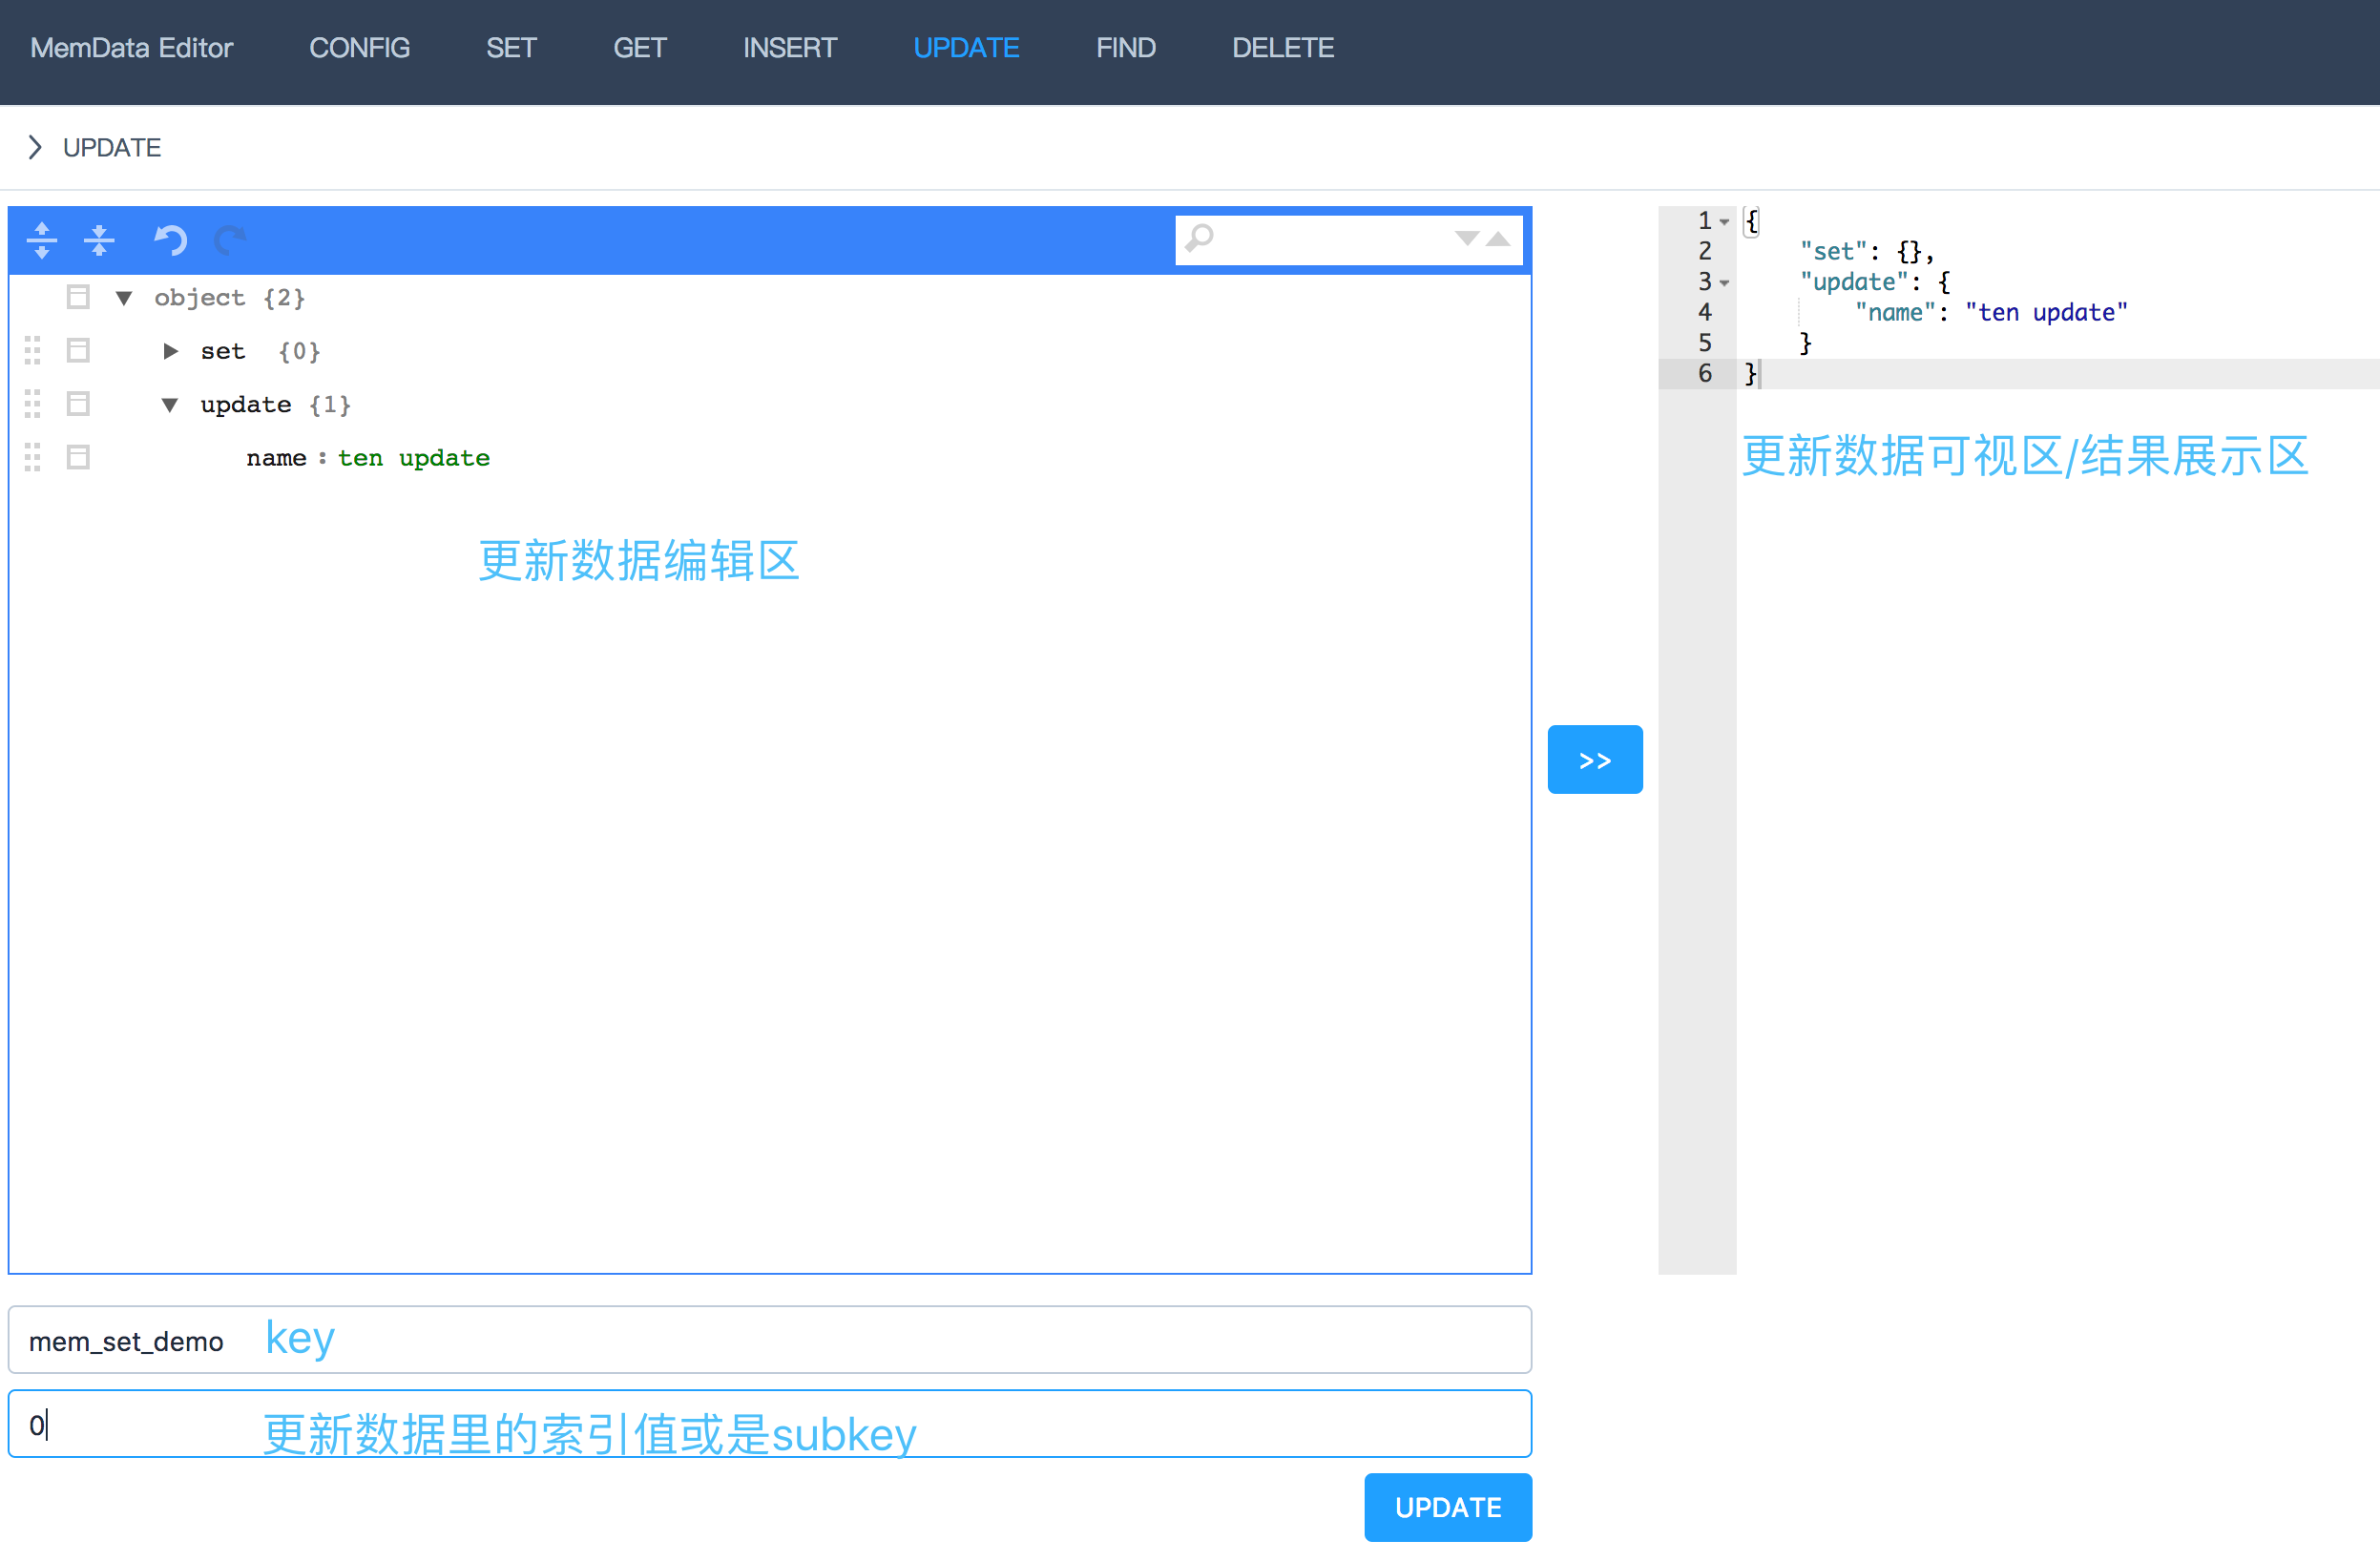 MemData Editor CONFIG SET GET INSERT UPDATE FIND DELETE
UPDATE
object {2}
set {0}
update {1}
name : ten update
更新数据编辑区
>>
1 {
2 "set": {},
3 "update": {
4 "name": "ten update"
5 }
6 }
更新数据可视区/结果展示区
mem_set_demo key
0 更新数据里的索引值或是subkey
UPDATE